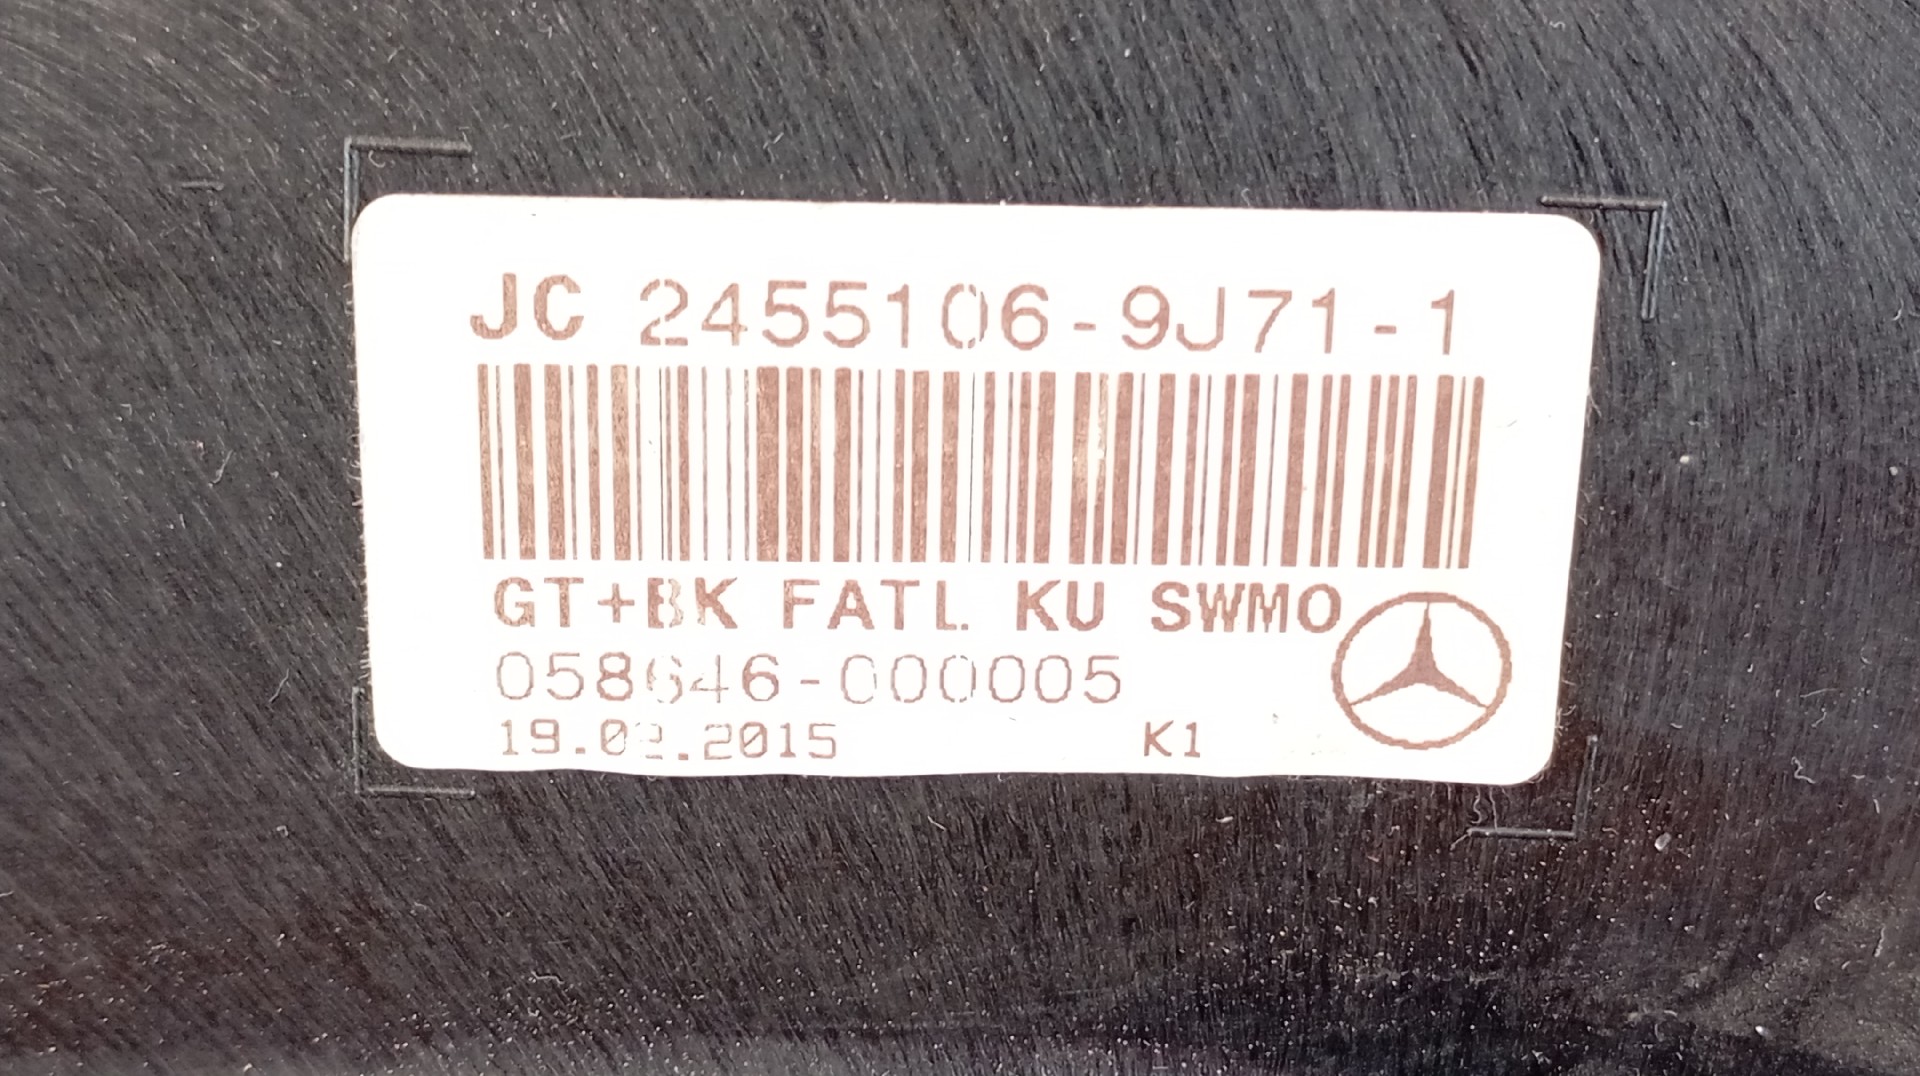 JC 2455106-9J71-1
GT+BK FATL. KU SWMO
058646-000005
19.02.2015 K1